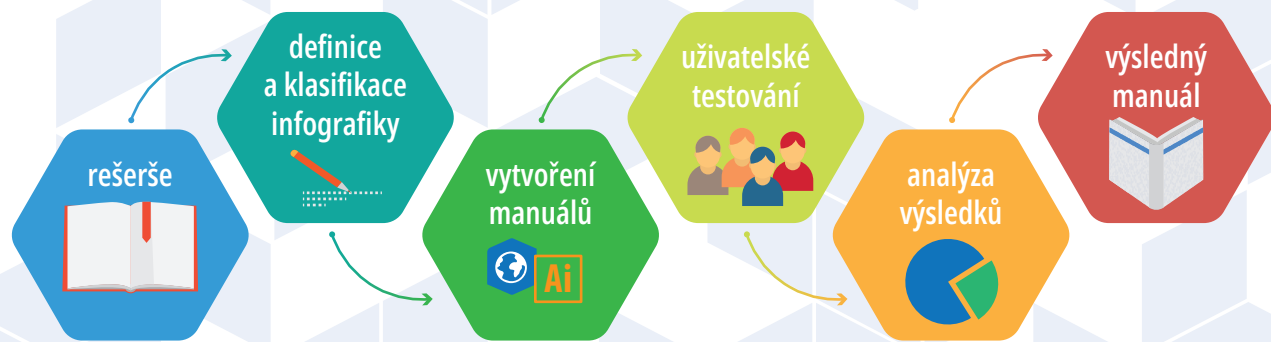 rešerše
definice
a klasifikace
infografiky
vytvoření
manuálů
Ai
uživatelské
testování
analýza
výsledků
výsledný
manuál